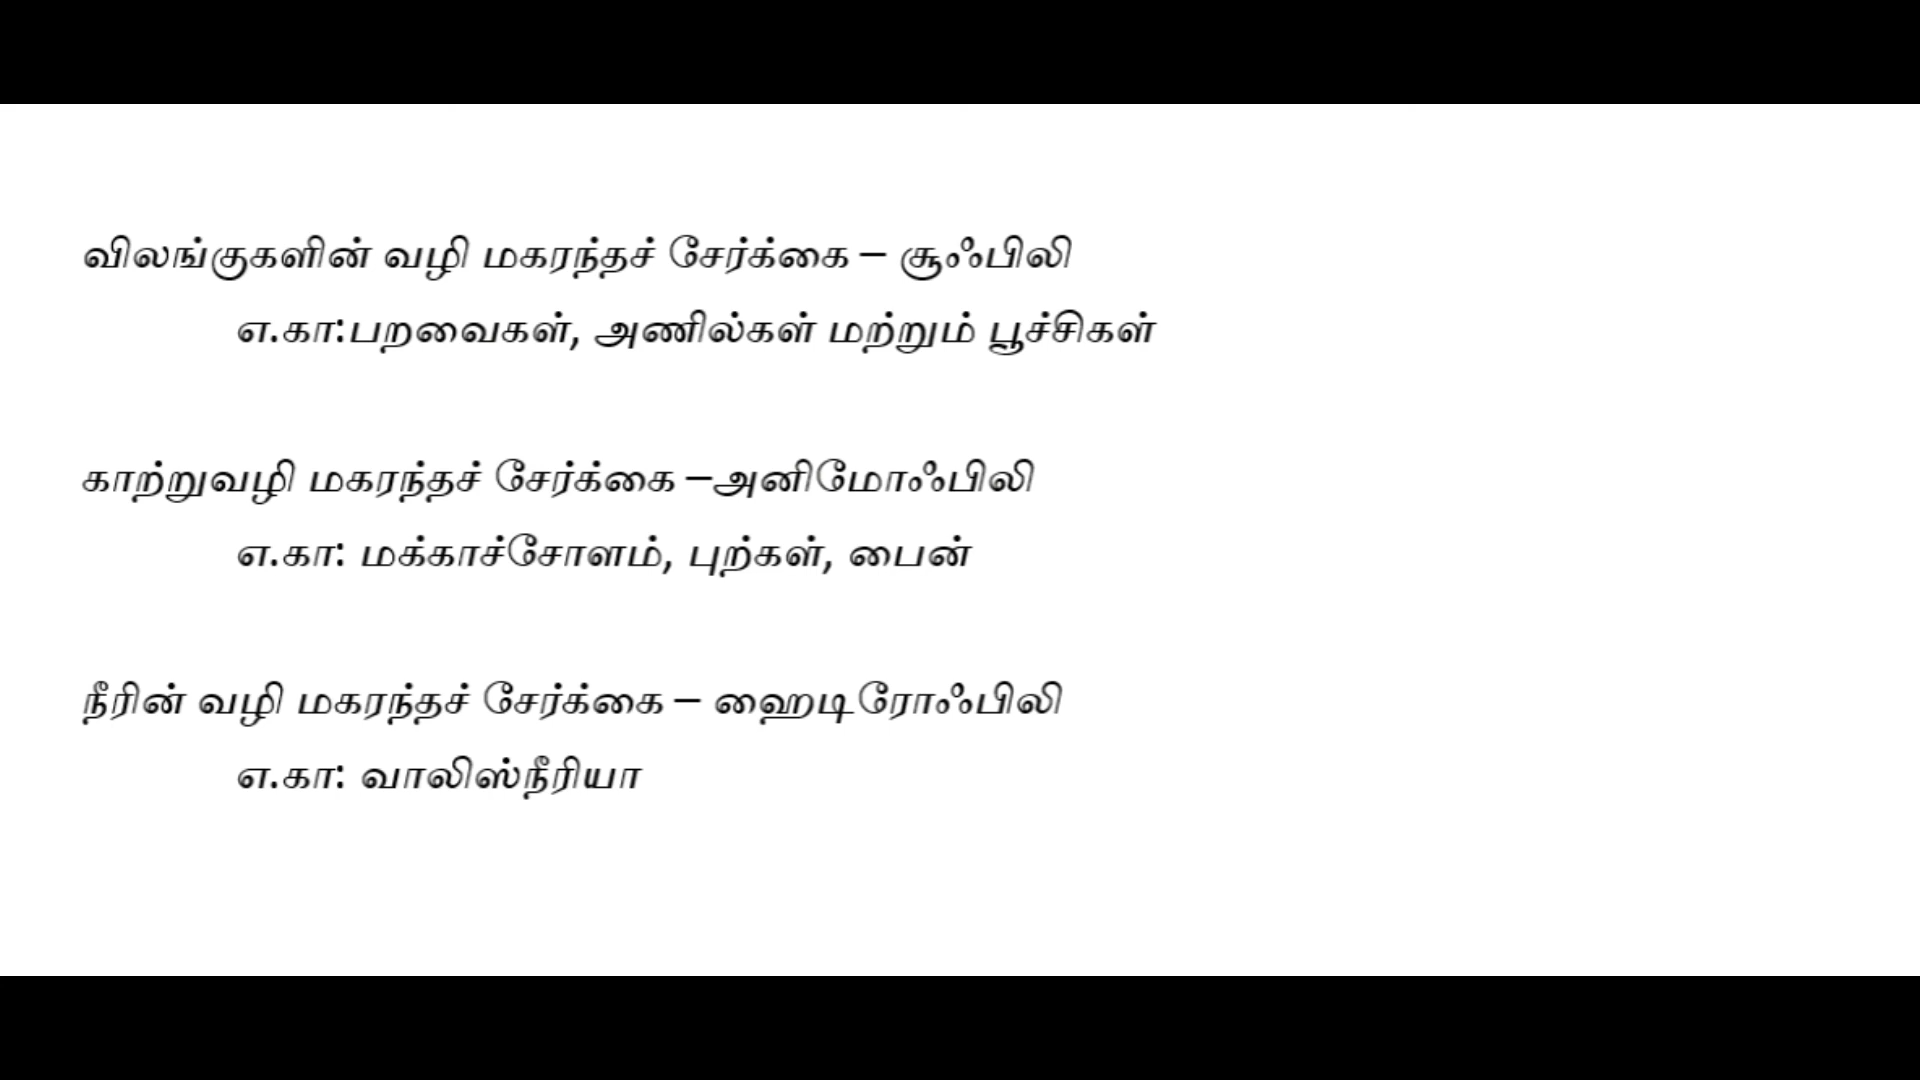 விலங்குகளின் வழி மகரந்தச் சேர்க்கை – சூஃபிலி
எ.கா:பறவைகள், அணில்கள் மற்றும் பூச்சிகள்
காற்றுவழி மகரந்தச் சேர்க்கை –அனிமோஃபிலி
எ.கா: மக்காச்சோளம், புற்கள், பைன்
நீரின் வழி மகரந்தச் சேர்க்கை – ஹைடிரோஃபிலி
எ.கா: வாலிஸ்நீரியா